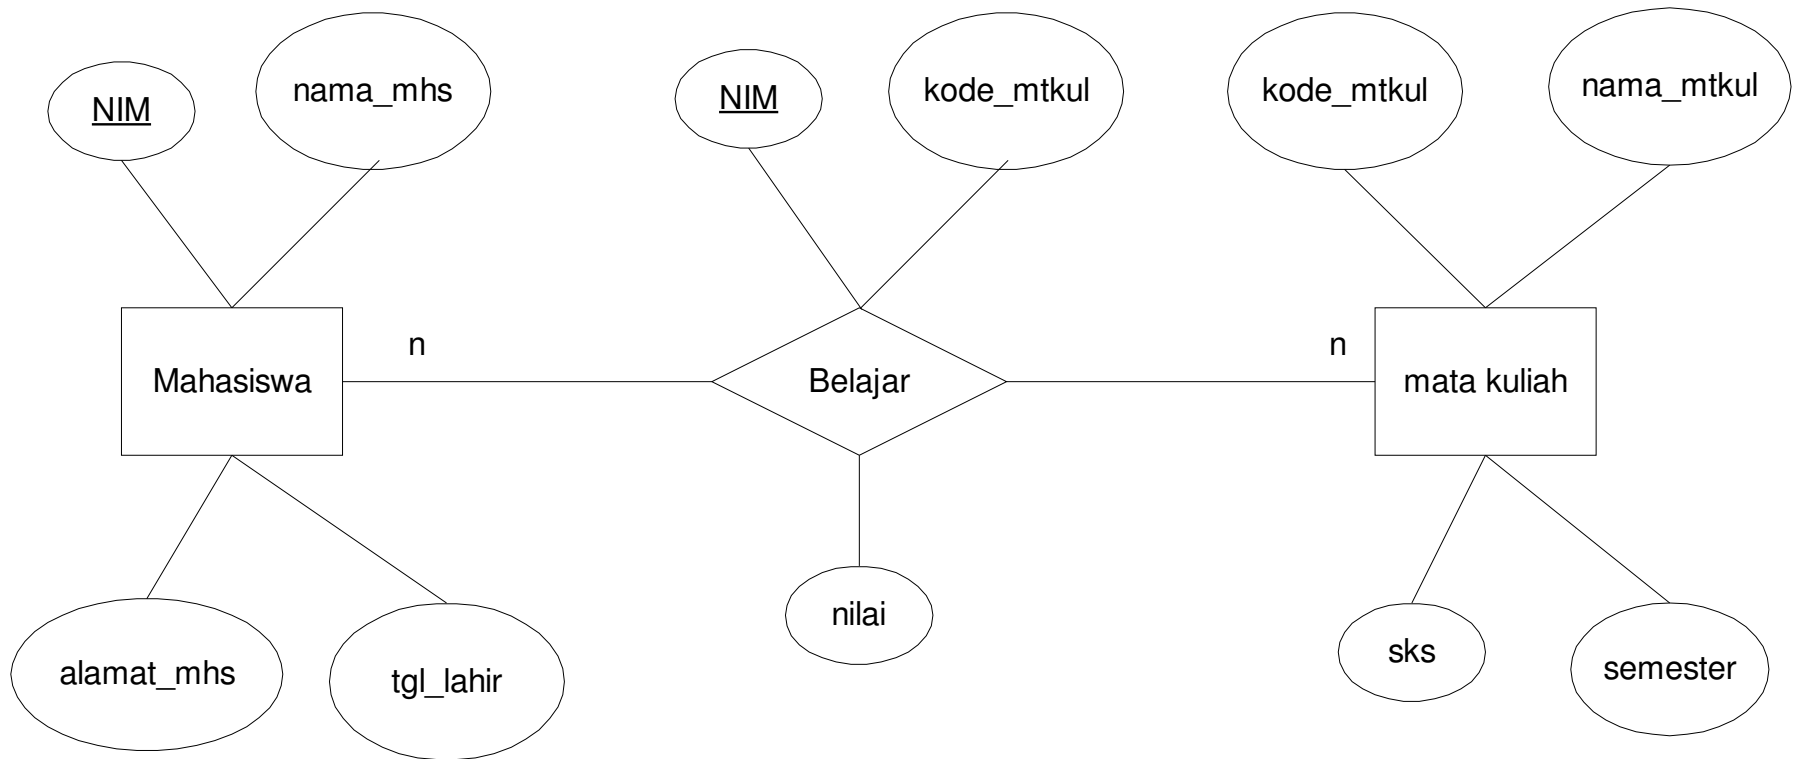 NIM
nama_mhs
NIM
kode_mtkul
kode_mtkul
nama_mtkul
n
n
Mahasiswa
Belajar
mata kuliah
nilai
alamat_mhs
tgl_lahir
sks
semester